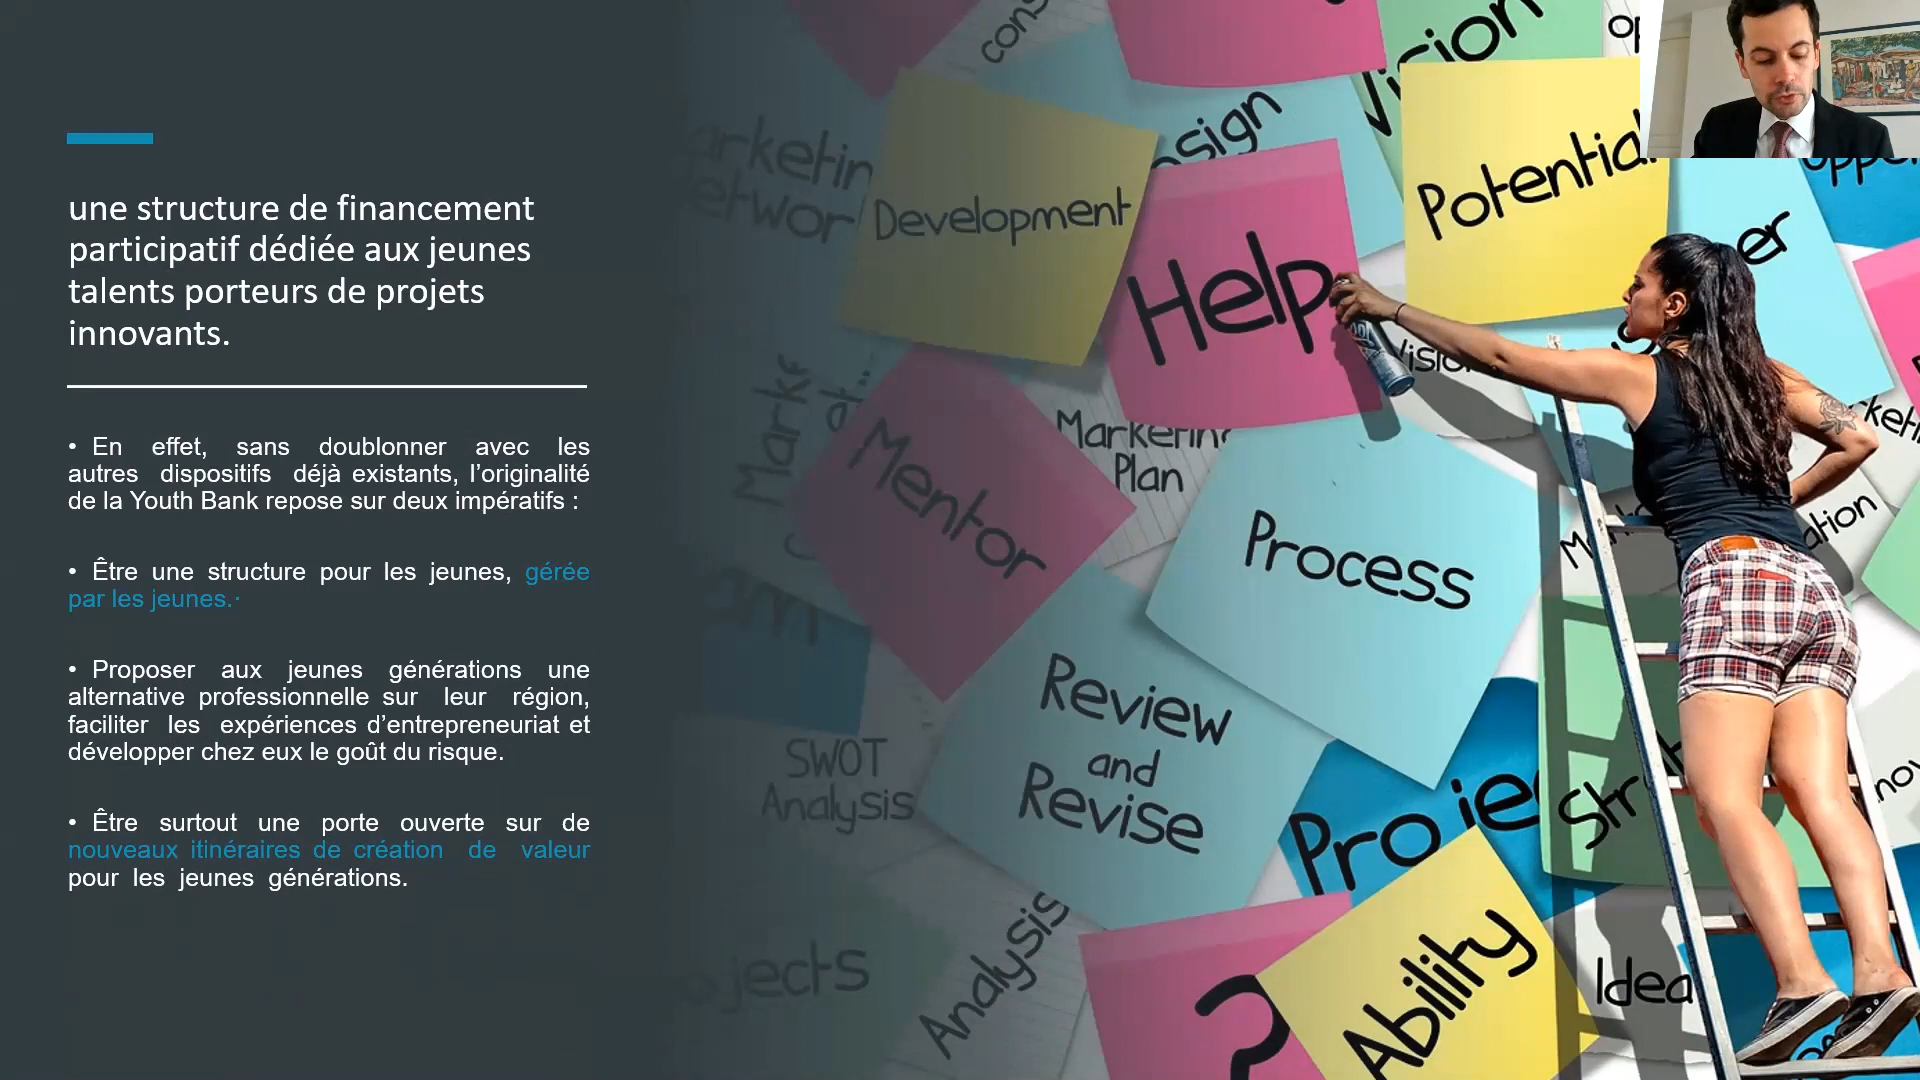 une structure de financement
participatif dédiée aux jeunes
talents porteurs de projets
innovants.
• En effet, sans doublonner avec les
autres dispositifs déjà existants, l’originalité
de la Youth Bank repose sur deux impératifs :
• Être une structure pour les jeunes, gérée
par les jeunes.·
• Proposer aux jeunes générations une
alternative professionnelle sur leur région,
faciliter les expériences d’entrepreneuriat et
développer chez eux le goût du risque.
• Être surtout une porte ouverte sur de
nouveaux itinéraires de création de valeur
pour les jeunes générations.
Vision
Development
Help
Potential
Mentor
Marketing
Plan
Process
Review
and
Revise
SWOT
Analysis
Analysis
?
Ability
Idea